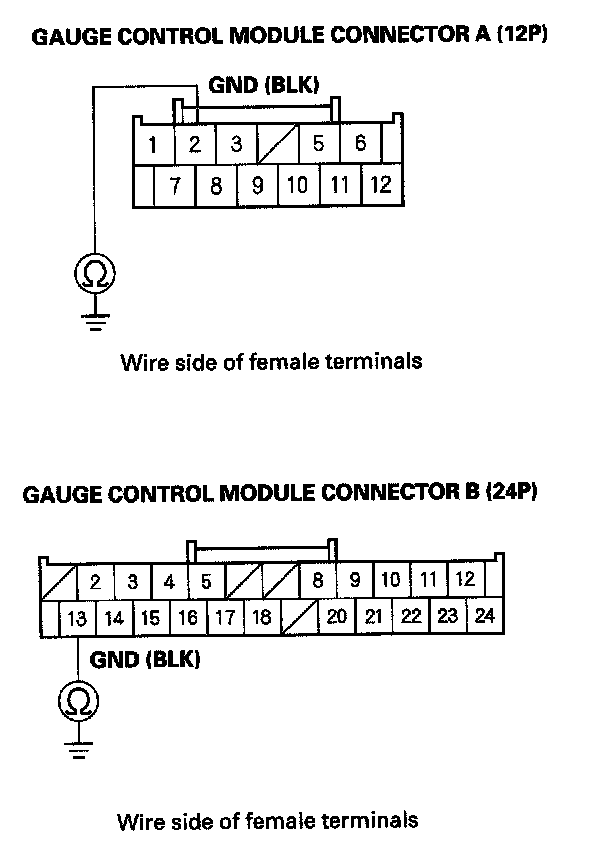 GAUGE CONTROL MODULE CONNECTOR A (12P)
GND (BLK)
1 2 3 5 6
7 8 9 10 11 12
Ω
Wire side of female terminals
GAUGE CONTROL MODULE CONNECTOR B (24P)
2 3 4 5 8 9 10 11 12
13 14 15 16 17 18 20 21 22 23 24
GND (BLK)
Ω
Wire side of female terminals